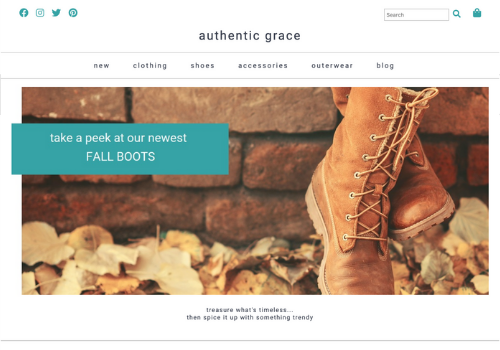 Search
authentic grace
new clothing shoes accessories outerwear blog
take a peek at our newest
FALL BOOTS
treasure what's timeless...
then spice it up with something trendy